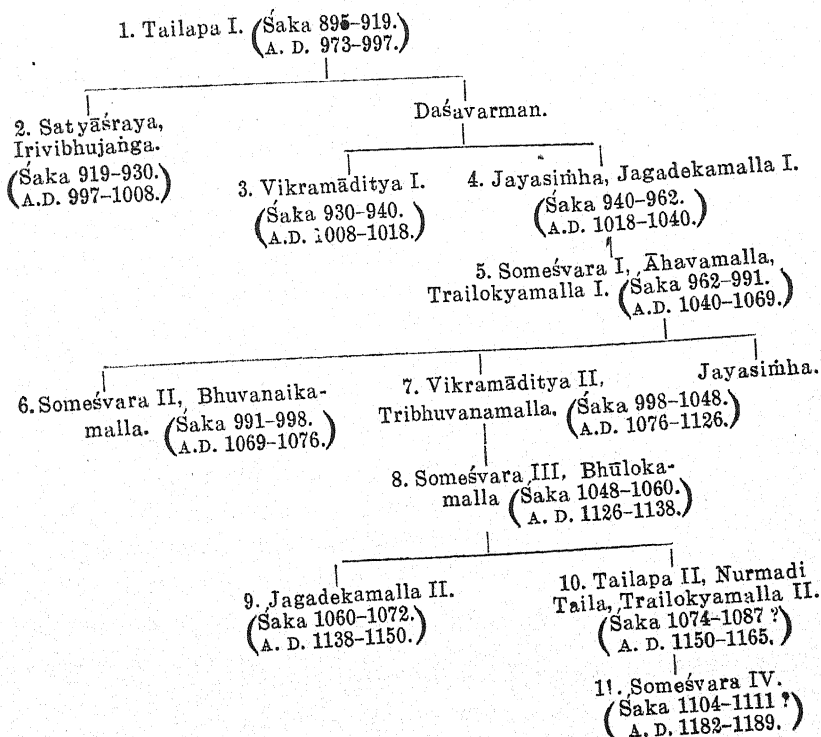 1. Tailapa I. (Śaka 895–919.
A. D. 973–997.)
2. Satyāśraya,
Irivibhujaṅga.
(Śaka 919–930.
A.D. 997–1008.)
Daśavarman.
3. Vikramāditya I.
(Śaka 930–940.
A.D. 1008–1018.)
4. Jayasiṁha, Jagadekamalla I.
(Śaka 940–962.
A.D. 1018–1040.)
5. Someśvara I, Āhavamalla,
Trailokyamalla I. (Śaka 962–991.
A.D. 1040–1069.)
6. Someśvara II, Bhuvanaika-
malla. (Śaka 991–998.
A.D. 1069–1076.)
7. Vikramāditya II,
Tribhuvanamalla. (Śaka 998–1048.
A.D. 1076–1126.)
Jayasiṁha.
8. Someśvara III, Bhūloka-
malla (Śaka 1048–1060.
A. D. 1126–1138.)
9. Jagadekamalla II.
(Śaka 1060–1072.
A. D. 1138–1150.)
10. Tailapa II, Nurmadi
Taila, Trailokyamalla II.
(Śaka 1074–1087 ?
A. D. 1150–1165.)
11. Someśvara IV.
(Śaka 1104–1111 ?
A. D. 1182–1189.)